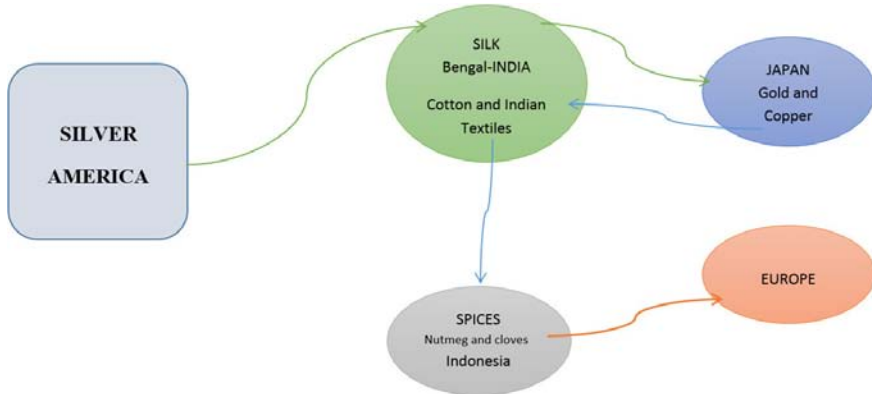 SILVER
AMERICA
SILK
Bengal-INDIA
Cotton and Indian
Textiles
JAPAN
Gold and
Copper
SPICES
Nutmeg and cloves
Indonesia
EUROPE